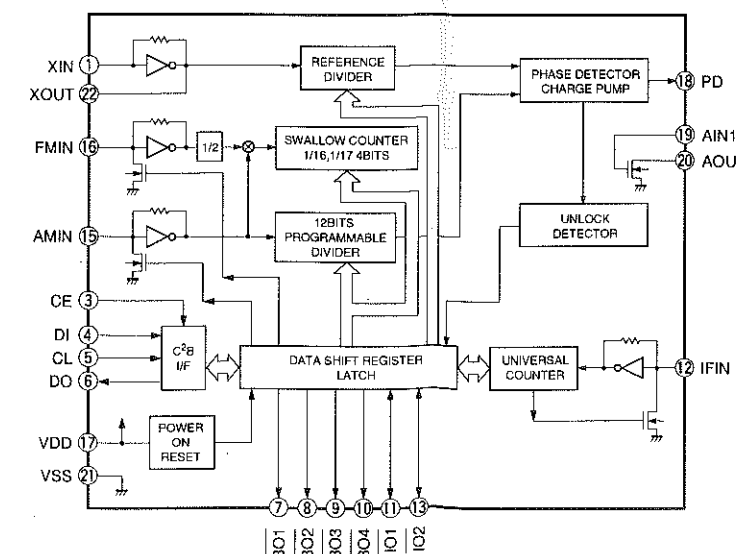 XIN 1
REFERENCE
DIVIDER
PHASE DETECTOR
CHARGE PUMP
18 PD
XOUT 22
FMIN 16
1/2
SWALLOW COUNTER
1/16,1/17 4BITS
19 AIN1
20 AOU
AMIN 15
12BITS
PROGRAMMABLE
DIVIDER
UNLOCK
DETECTOR
CE 3
DI 4
CL 5
DO 6
C²B
I/F
DATA SHIFT REGISTER
LATCH
UNIVERSAL
COUNTER
12 IFIN
VDD 17
POWER
ON
RESET
VSS 21
7 8 9 10 11 13
BO1
BO2
BO3
BO4
IO1
IO2